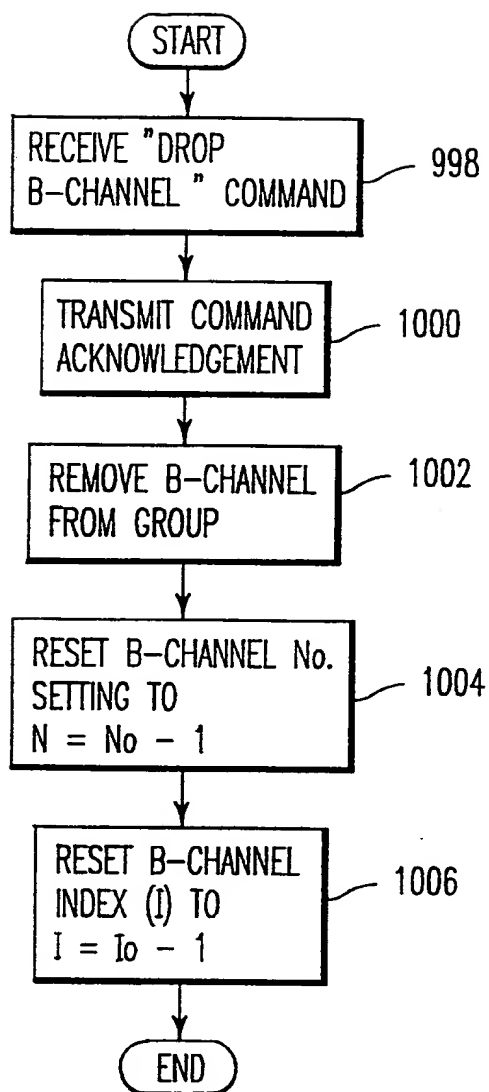 START
RECEIVE "DROP
B-CHANNEL" COMMAND
998
TRANSMIT COMMAND
ACKNOWLEDGEMENT
1000
REMOVE B-CHANNEL
FROM GROUP
1002
RESET B-CHANNEL No.
SETTING TO
N = No - 1
1004
RESET B-CHANNEL
INDEX (I) TO
I = Io - 1
1006
END